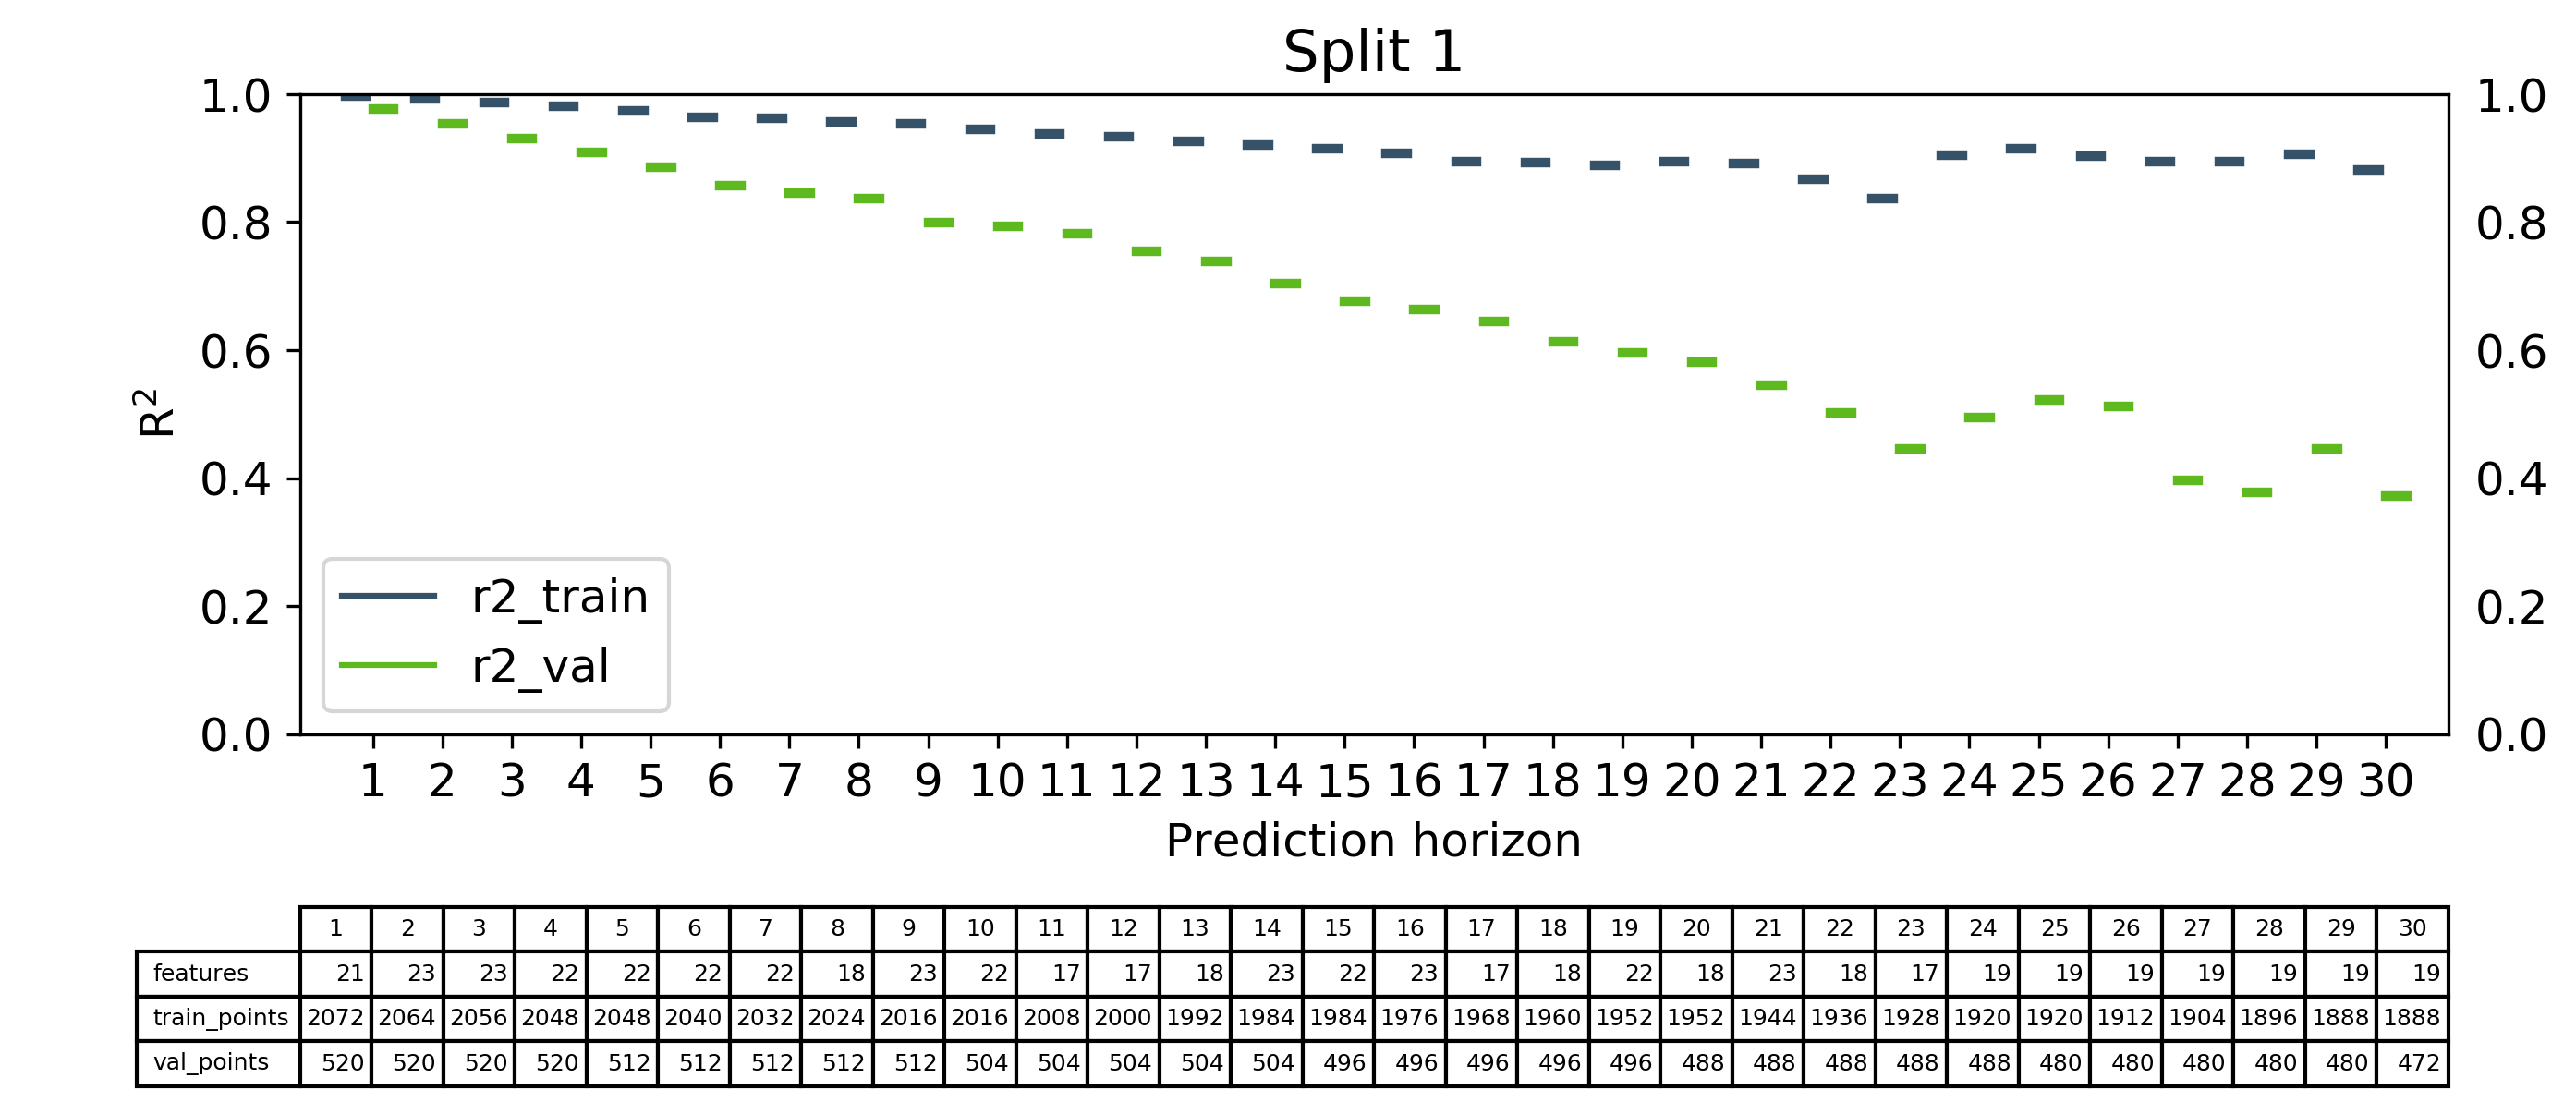 Split 1
1.0 1.0
0.8 0.8
0.6 0.6
0.4 0.4
0.2 0.2
0.0 0.0
R²
r2_train
r2_val
1 2 3 4 5 6 7 8 9 10 11 12 13 14 15 16 17 18 19 20 21 22 23 24 25 26 27 28 29 30
Prediction horizon
1 2 3 4 5 6 7 8 9 10 11 12 13 14 15 16 17 18 19 20 21 22 23 24 25 26 27 28 29 30
features 21 23 23 22 22 22 22 18 23 22 17 17 18 23 22 23 17 18 22 18 23 18 17 19 19 19 19 19 19 19
train_points 2072 2064 2056 2048 2048 2040 2032 2024 2016 2016 2008 2000 1992 1984 1984 1976 1968 1960 1952 1952 1944 1936 1928 1920 1920 1912 1904 1896 1888 1888
val_points 520 520 520 520 512 512 512 512 512 504 504 504 504 504 496 496 496 496 496 488 488 488 488 488 480 480 480 480 480 472